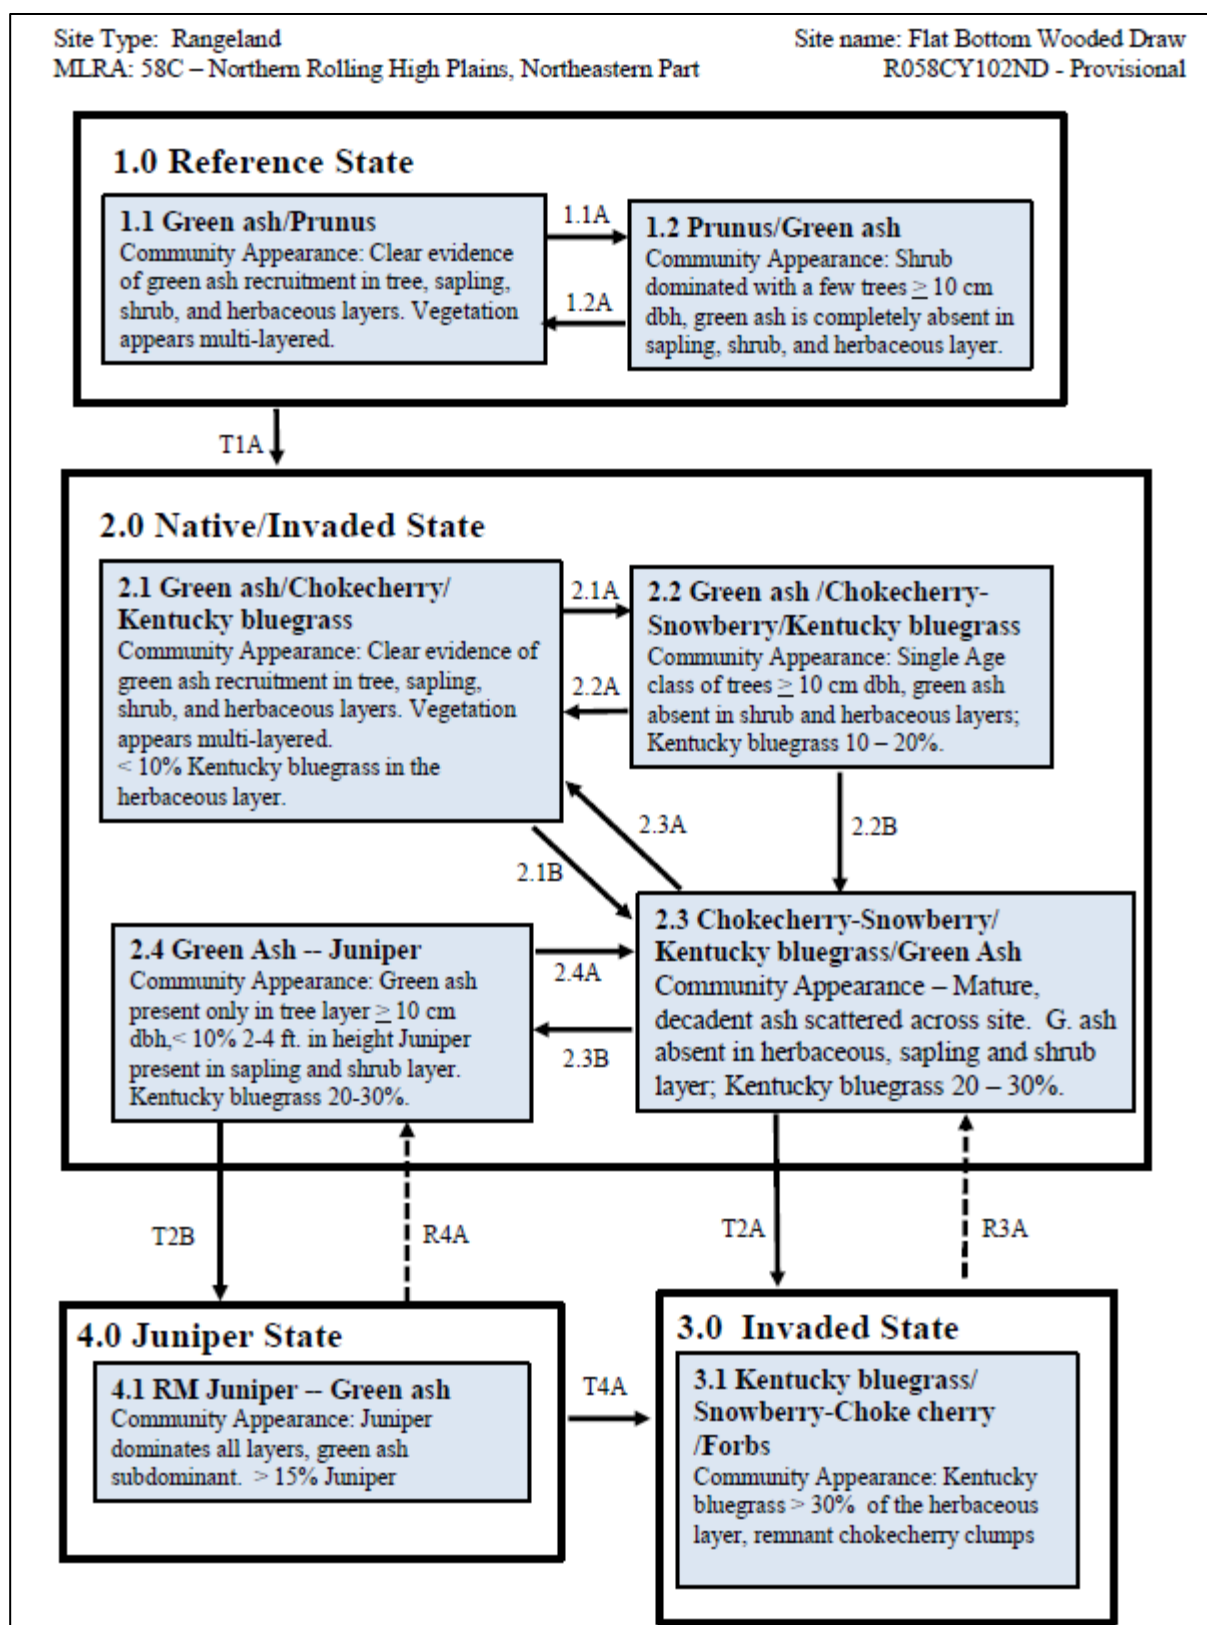 Site Type: Rangeland
Site name: Flat Bottom Wooded Draw
MLRA: 58C – Northern Rolling High Plains, Northeastern Part
R058CY102ND - Provisional
1.0 Reference State
1.1 Green ash/Prunus
Community Appearance: Clear evidence
of green ash recruitment in tree, sapling,
shrub, and herbaceous layers. Vegetation
appears multi-layered.
1.1A
1.2A
1.2 Prunus/Green ash
Community Appearance: Shrub
dominated with a few trees ≥ 10 cm
dbh, green ash is completely absent in
sapling, shrub, and herbaceous layer.
T1A
2.0 Native/Invaded State
2.1 Green ash/Chokecherry/
Kentucky bluegrass
Community Appearance: Clear evidence of
green ash recruitment in tree, sapling,
shrub, and herbaceous layers. Vegetation
appears multi-layered.
< 10% Kentucky bluegrass in the
herbaceous layer.
2.1A
2.2A
2.2 Green ash /Chokecherry-
Snowberry/Kentucky bluegrass
Community Appearance: Single Age
class of trees ≥ 10 cm dbh, green ash
absent in shrub and herbaceous layers;
Kentucky bluegrass 10 – 20%.
2.3A
2.2B
2.1B
2.4 Green Ash -- Juniper
Community Appearance: Green ash
present only in tree layer ≥ 10 cm
dbh,< 10% 2-4 ft. in height Juniper
present in sapling and shrub layer.
Kentucky bluegrass 20-30%.
2.4A
2.3B
2.3 Chokecherry-Snowberry/
Kentucky bluegrass/Green Ash
Community Appearance – Mature,
decadent ash scattered across site. G. ash
absent in herbaceous, sapling and shrub
layer; Kentucky bluegrass 20 – 30%.
T2B
R4A
T2A
R3A
4.0 Juniper State
4.1 RM Juniper -- Green ash
Community Appearance: Juniper
dominates all layers, green ash
subdominant. > 15% Juniper
T4A
3.0 Invaded State
3.1 Kentucky bluegrass/
Snowberry-Choke cherry
/Forbs
Community Appearance: Kentucky
bluegrass > 30% of the herbaceous
layer, remnant chokecherry clumps